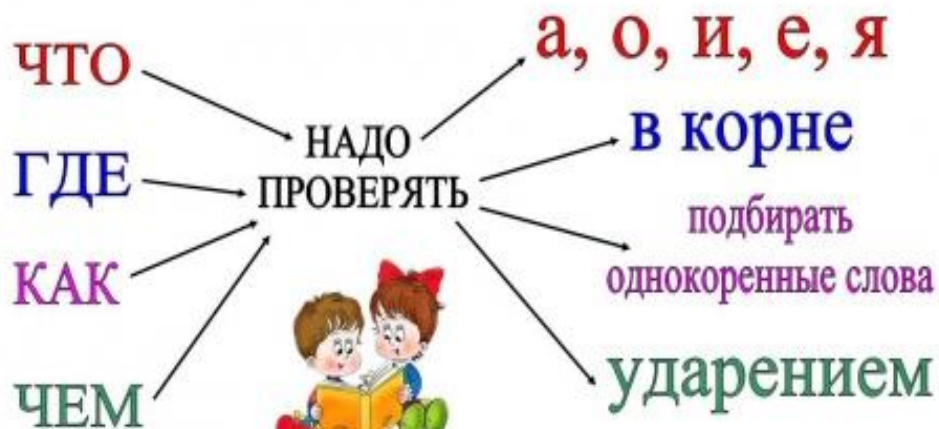 ЧТО
ГДЕ
КАК
ЧЕМ
НАДО
ПРОВЕРЯТЬ
а, о, и, е, я
в корне
подбирать
однокоренные слова
ударением